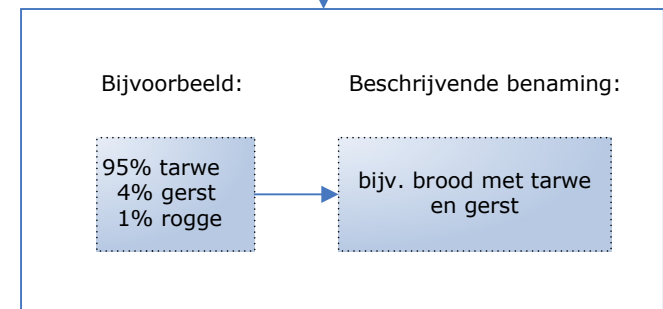 Bijvoorbeeld:
Beschrijvende benaming:
95% tarwe
4% gerst
1% rogge
bijv. brood met tarwe
en gerst